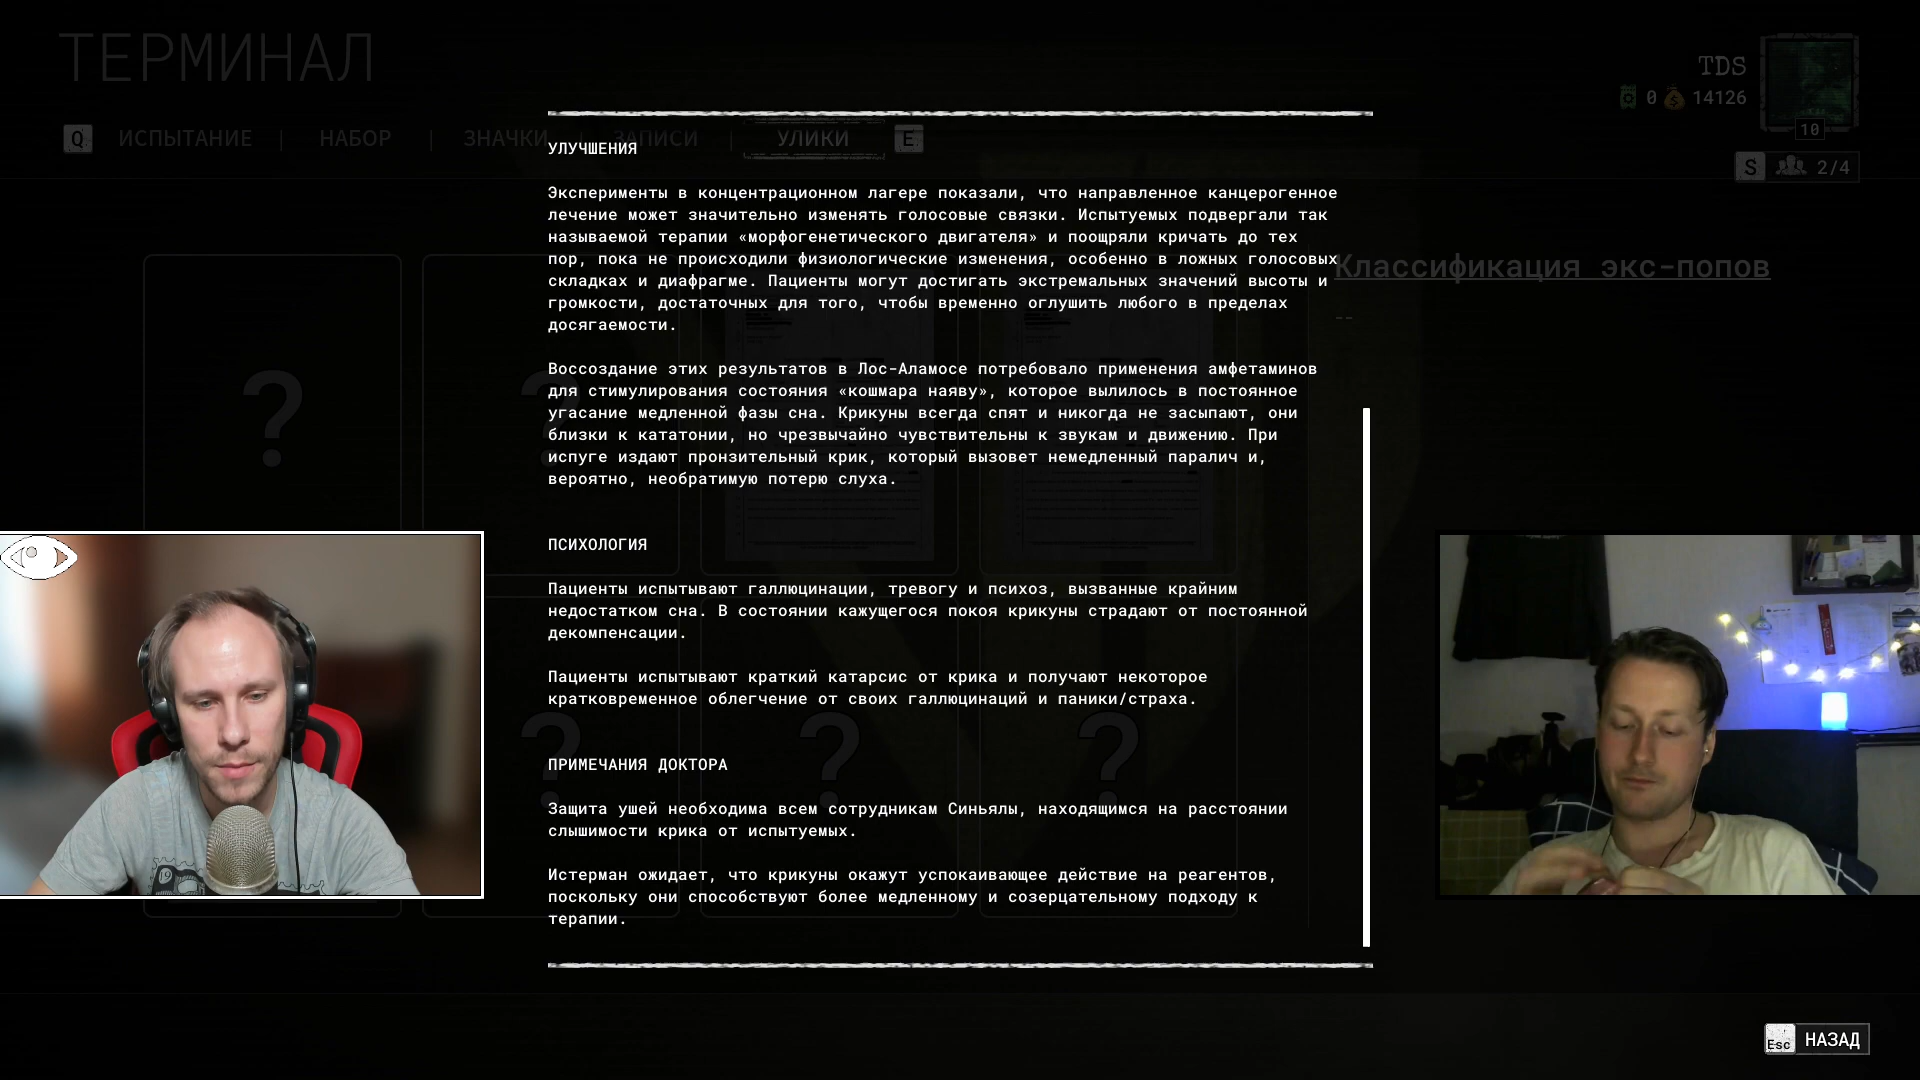 ТЕРМИНАЛ
TDS
0 14126
10
Q ИСПЫТАНИЕ | НАБОР | ЗНАЧКИ | ЗАПИСИ | УЛИКИ E
S 2/4
УЛУЧШЕНИЯ
Эксперименты в концентрационном лагере показали, что направленное канцерогенное
лечение может значительно изменять голосовые связки. Испытуемых подвергали так
называемой терапии «морфогенетического двигателя» и поощряли кричать до тех
пор, пока не происходили физиологические изменения, особенно в ложных голосовых
складках и диафрагме. Пациенты могут достигать экстремальных значений высоты и
громкости, достаточных для того, чтобы временно оглушить любого в пределах
досягаемости.
Воссоздание этих результатов в Лос-Аламосе потребовало применения амфетаминов
для стимулирования состояния «кошмара наяву», которое вылилось в постоянное
угасание медленной фазы сна. Крикуны всегда спят и никогда не засыпают, они
близки к кататонии, но чрезвычайно чувствительны к звукам и движению. При
испуге издают пронзительный крик, который вызовет немедленный паралич и,
вероятно, необратимую потерю слуха.
ПСИХОЛОГИЯ
Пациенты испытывают галлюцинации, тревогу и психоз, вызванные крайним
недостатком сна. В состоянии кажущегося покоя крикуны страдают от постоянной
декомпенсации.
Пациенты испытывают краткий катарсис от крика и получают некоторое
кратковременное облегчение от своих галлюцинаций и паники/страха.
ПРИМЕЧАНИЯ ДОКТОРА
Защита ушей необходима всем сотрудникам Синьялы, находящимся на расстоянии
слышимости крика от испытуемых.
Истерман ожидает, что крикуны окажут успокаивающее действие на реагентов,
поскольку они способствуют более медленному и созерцательному подходу к
терапии.
Классификация экс-попов
--
?
?
?
?
?
Esc НАЗАД